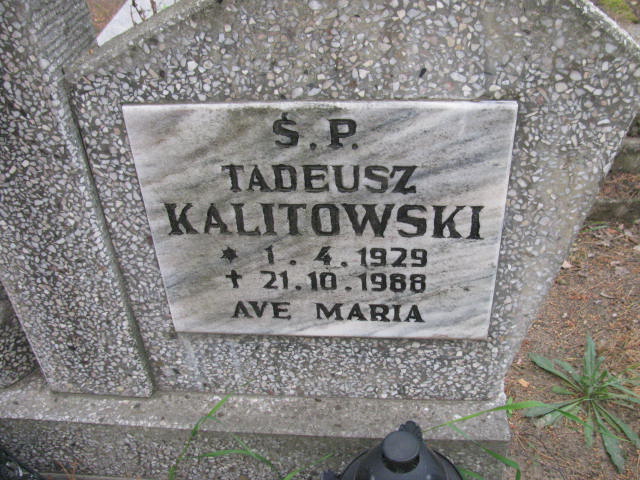 Ś.P.
TADEUSZ
KALITOWSKI
* 1.4.1929
✝ 21.10.1988
AVE MARIA